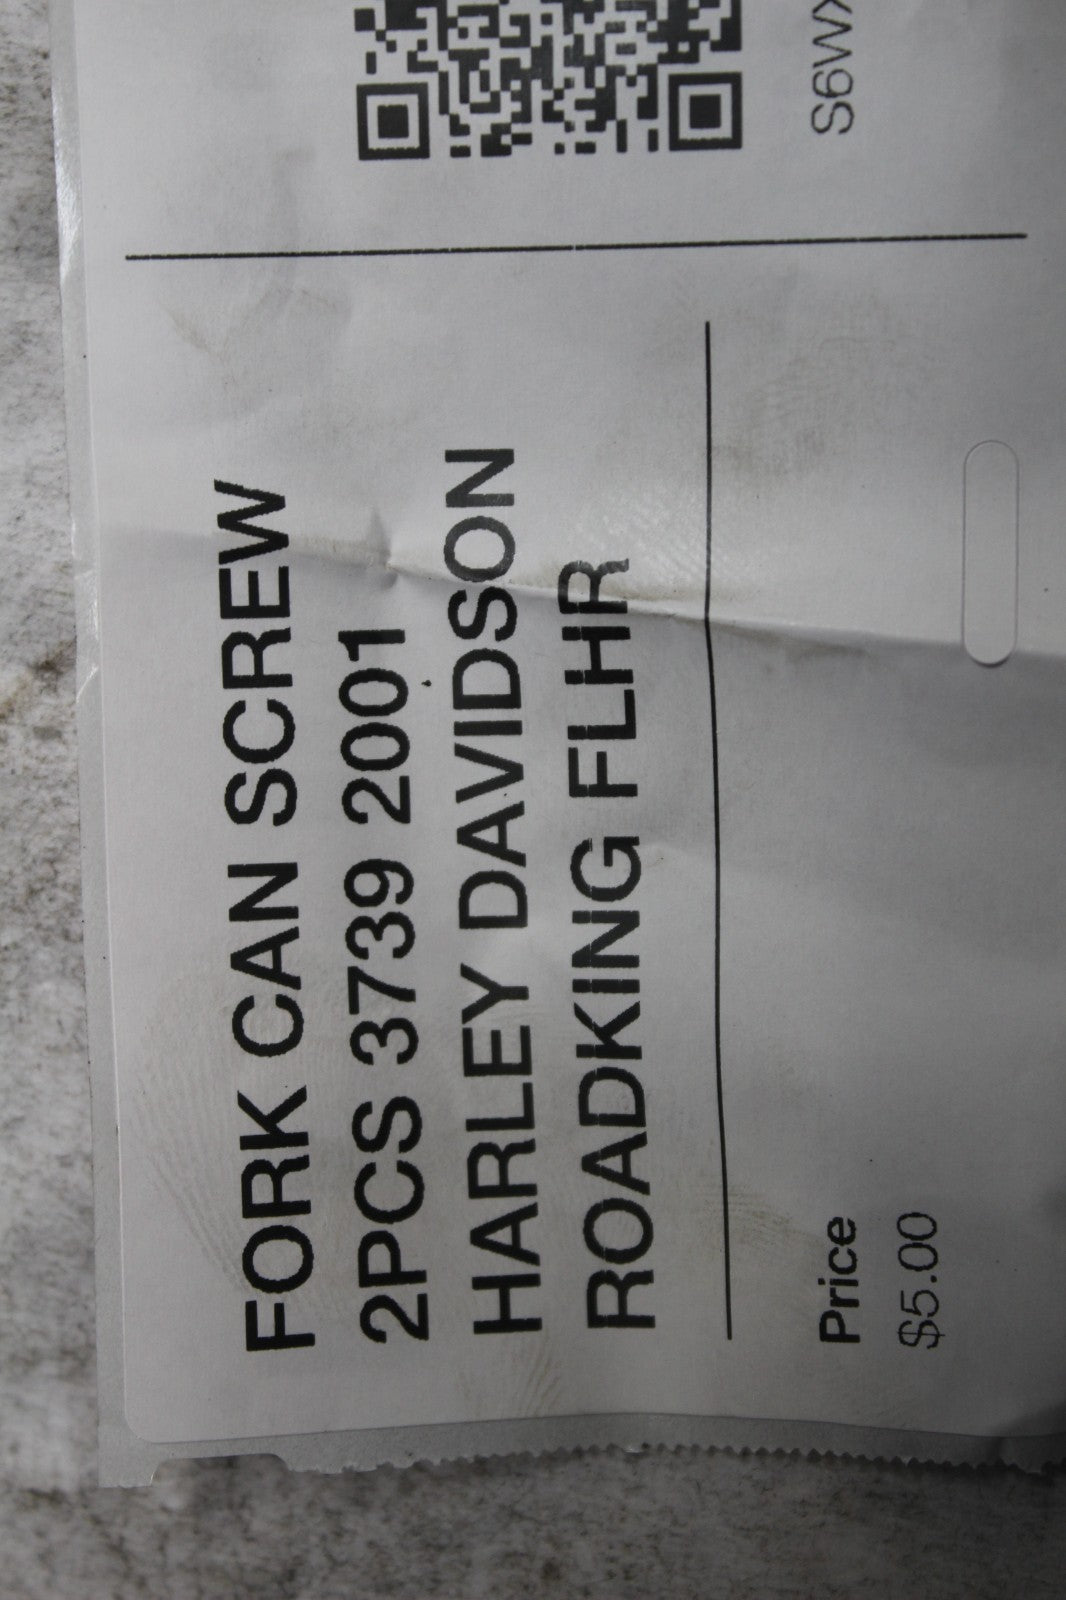 FORK CAN SCREW
2PCS 3739 2001
HARLEY DAVIDSON
ROADKING FLHR
Price
$5.00